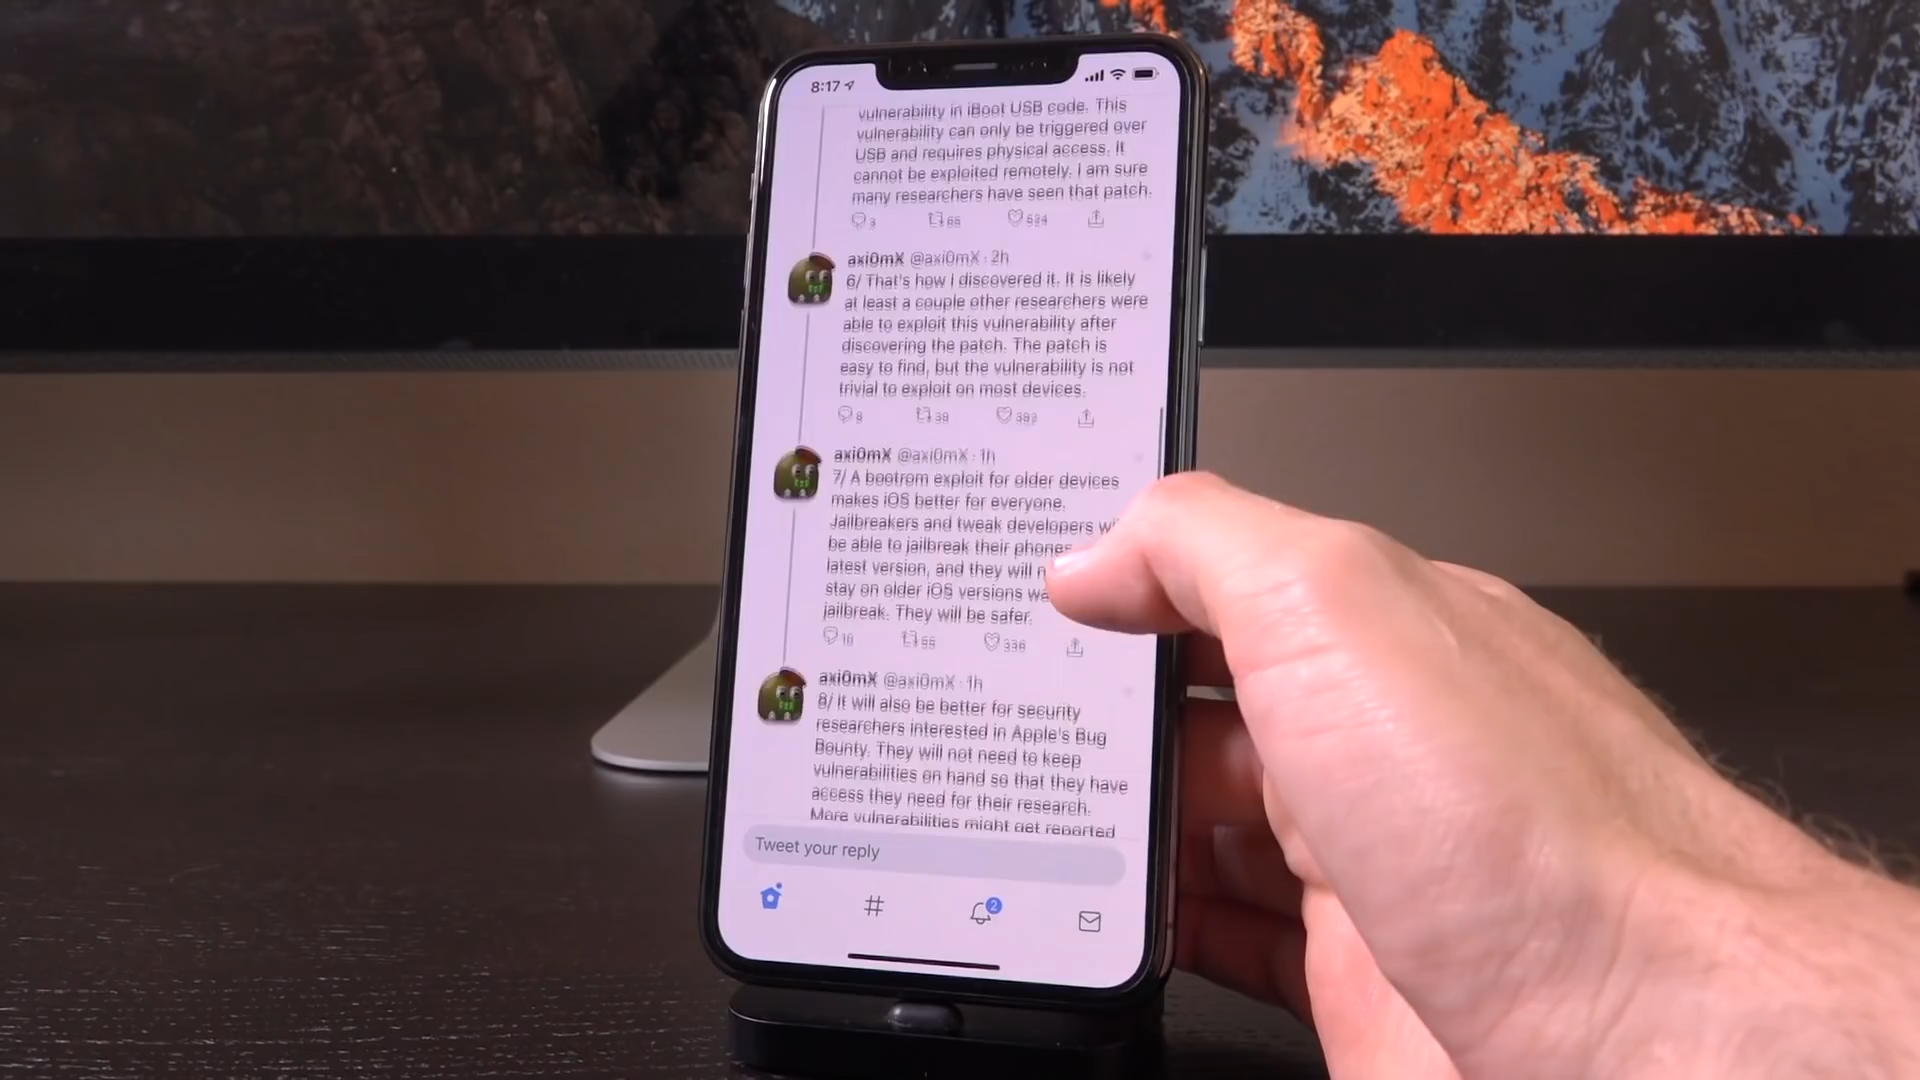 8:17
vulnerability in iBoot USB code. This
vulnerability can only be triggered over
USB and requires physical access. It
cannot be exploited remotely. I am sure
many researchers have seen that patch.
3 65 524
axi0mX @axi0mX · 2h
6/ That's how I discovered it. It is likely
at least a couple other researchers were
able to exploit this vulnerability after
discovering the patch. The patch is
easy to find, but the vulnerability is not
trivial to exploit on most devices.
39
axi0mX @axi0mX · 1h
7/ A bootrom exploit for older devices
makes iOS better for everyone.
Jailbreakers and tweak developers
be able to jailbreak their phones
latest version, and they will
stay on older iOS versions
jailbreak. They will be safer.
55 336
axi0mX @axi0mX · 1h
8/ It will also be better for security
researchers interested in Apple's Bug
Bounty. They will not need to keep
vulnerabilities on hand so that they have
access they need for their research.
More vulnerabilities might get reported
Tweet your reply
2